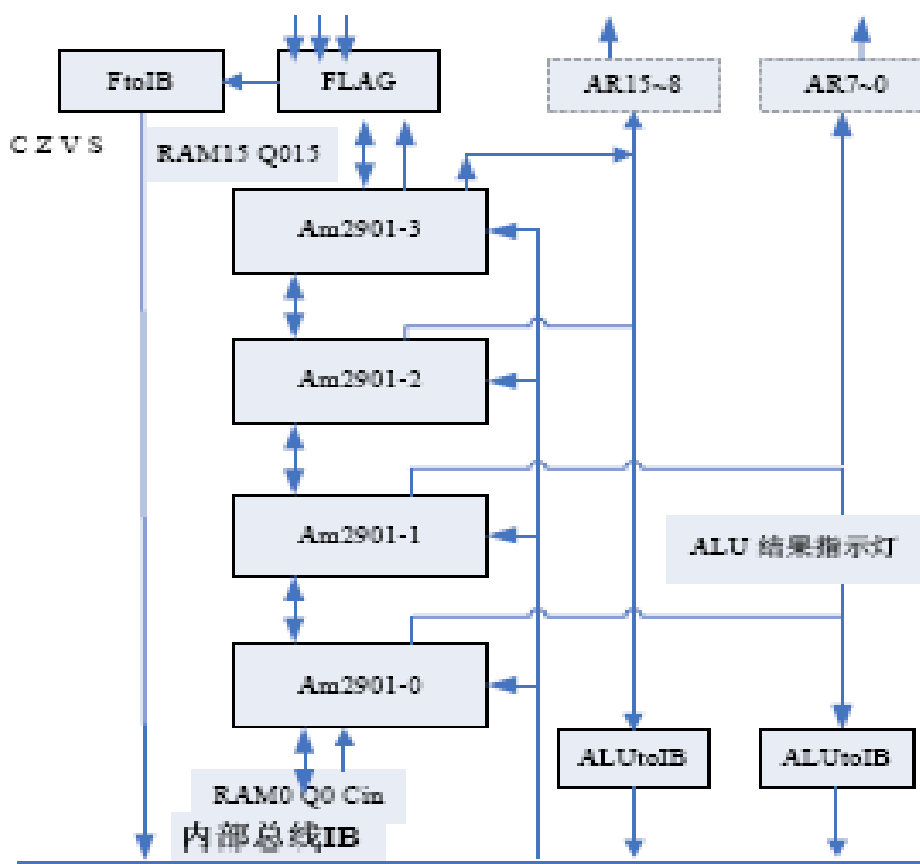 FtoIB
FLAG
AR15~8
AR7~0
C Z V S
RAM15 Q015
Am2901-3
Am2901-2
Am2901-1
ALU 结果指示灯
Am2901-0
ALUtoIB
ALUtoIB
RAM0 Q0 Cin
内部总线IB